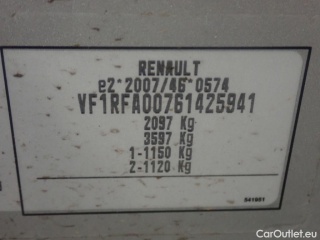 RENAULT
e2*2007/46*0574
VF1RFA00761425941
2097 Kg
3597 Kg
1-1150 Kg
2-1120 Kg
CarOutlet.eu